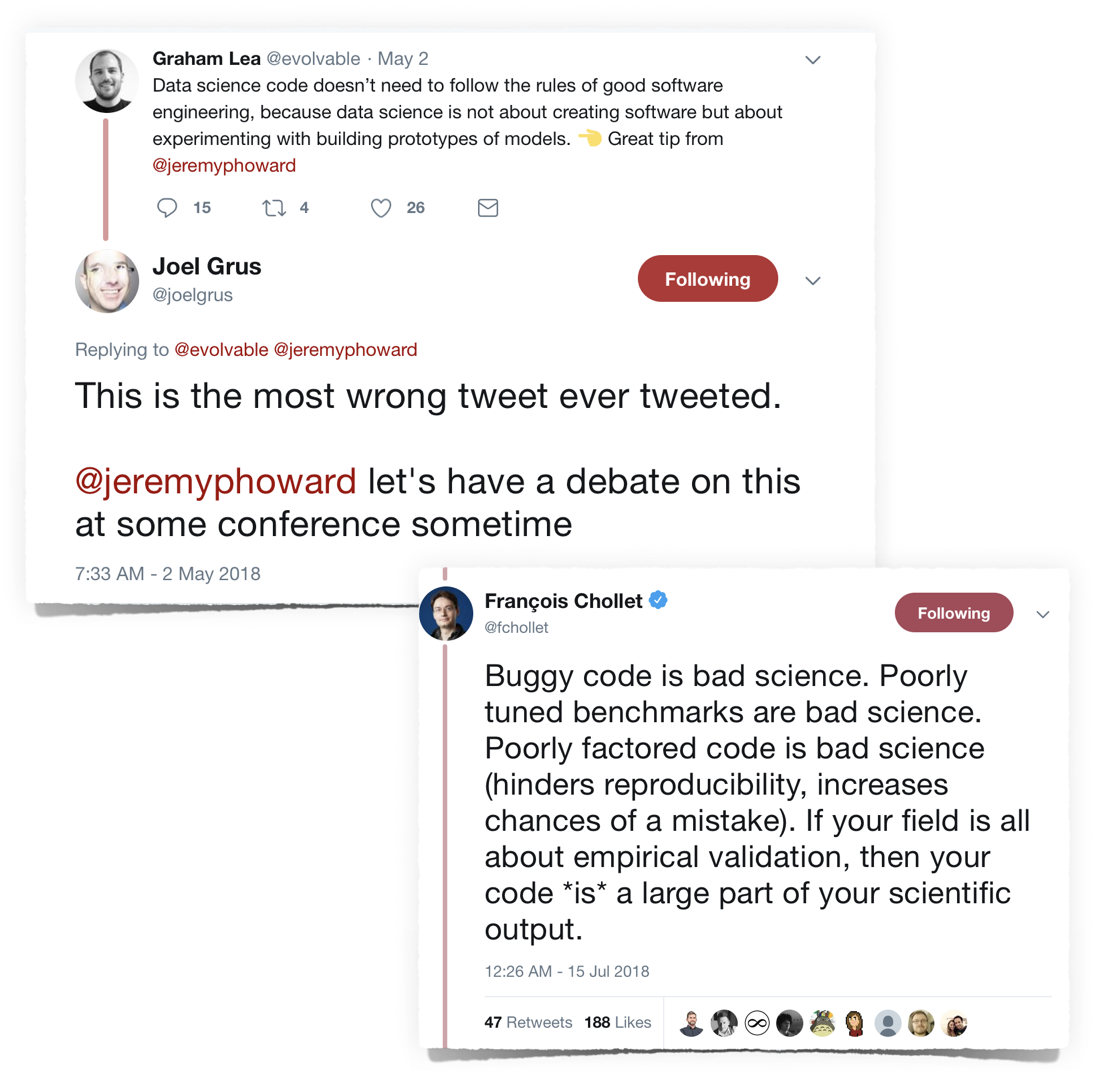 Graham Lea @evolvable · May 2
Data science code doesn’t need to follow the rules of good software
engineering, because data science is not about creating software but about
experimenting with building prototypes of models. 👈 Great tip from
@jeremyphoward
15 4 26
Joel Grus
@joelgrus
Following
Replying to @evolvable @jeremyphoward
This is the most wrong tweet ever tweeted.
@jeremyphoward let's have a debate on this
at some conference sometime
7:33 AM - 2 May 2018
François Chollet
@fchollet
Following
Buggy code is bad science. Poorly
tuned benchmarks are bad science.
Poorly factored code is bad science
(hinders reproducibility, increases
chances of a mistake). If your field is all
about empirical validation, then your
code *is* a large part of your scientific
output.
12:26 AM - 15 Jul 2018
47 Retweets 188 Likes